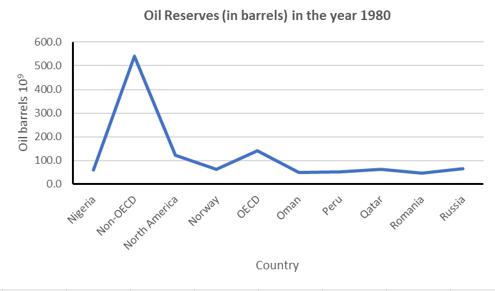 Oil Reserves (in barrels) in the year 1980
Oil barrels 10⁹
600.0
500.0
400.0
300.0
200.0
100.0
0.0
Nigeria
Non-OECD
North America
Norway
OECD
Oman
Peru
Qatar
Romania
Russia
Country